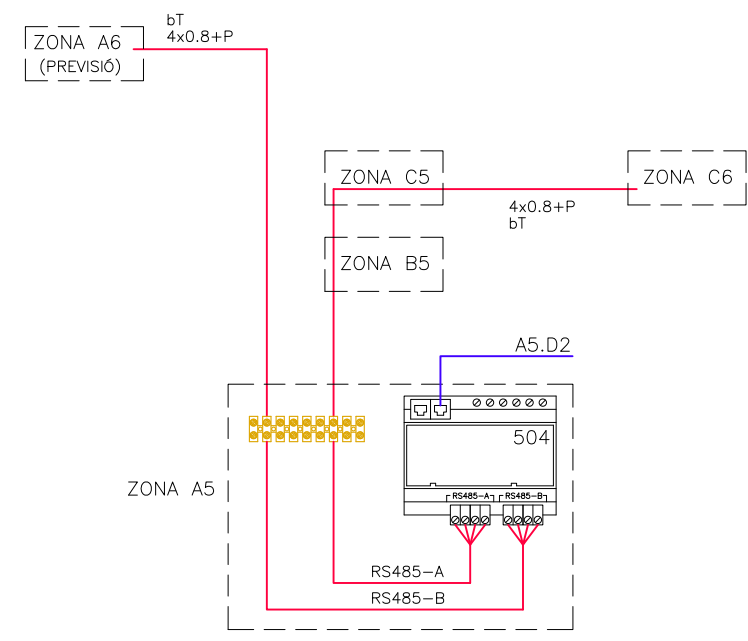 bT
4x0.8+P
ZONA A6
(PREVISIÓ)
ZONA C5
ZONA C6
4x0.8+P
bT
ZONA B5
A5.D2
504
ZONA A5
RS485-A
RS485-B
RS485-A
RS485-B